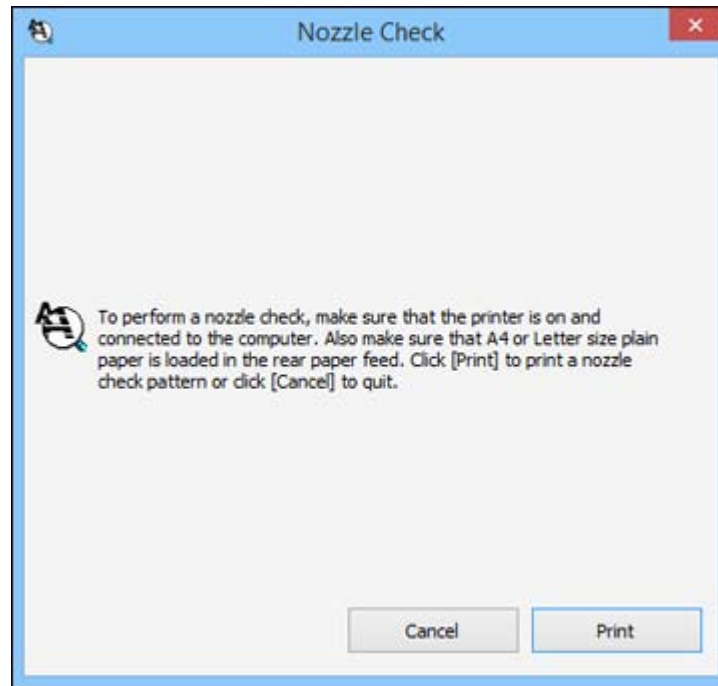 Nozzle Check
To perform a nozzle check, make sure that the printer is on and
connected to the computer. Also make sure that A4 or Letter size plain
paper is loaded in the rear paper feed. Click [Print] to print a nozzle
check pattern or click [Cancel] to quit.
Cancel Print